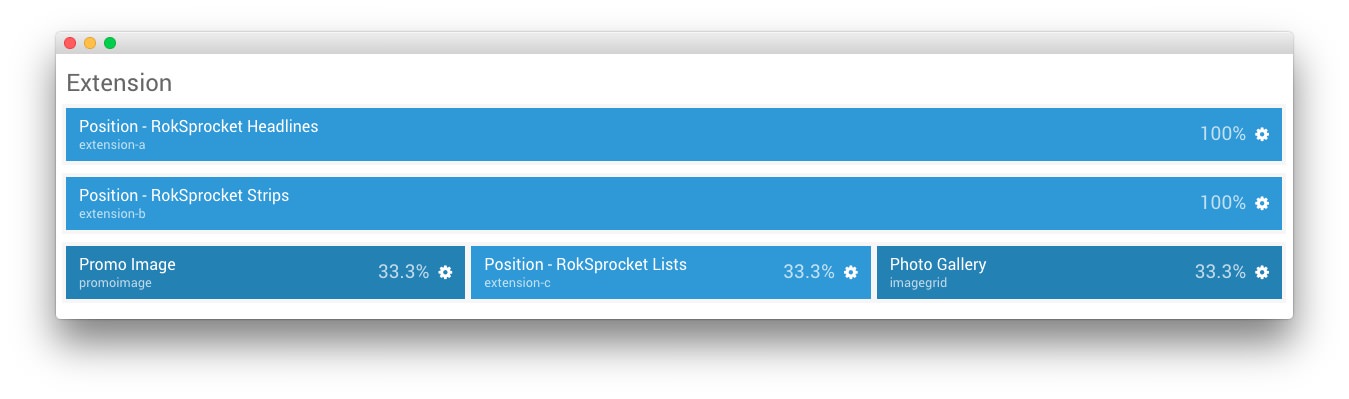 Extension
Position - RokSprocket Headlines
extension-a
100%
Position - RokSprocket Strips
extension-b
100%
Promo Image
promoimage
33.3%
Position - RokSprocket Lists
extension-c
33.3%
Photo Gallery
imagegrid
33.3%